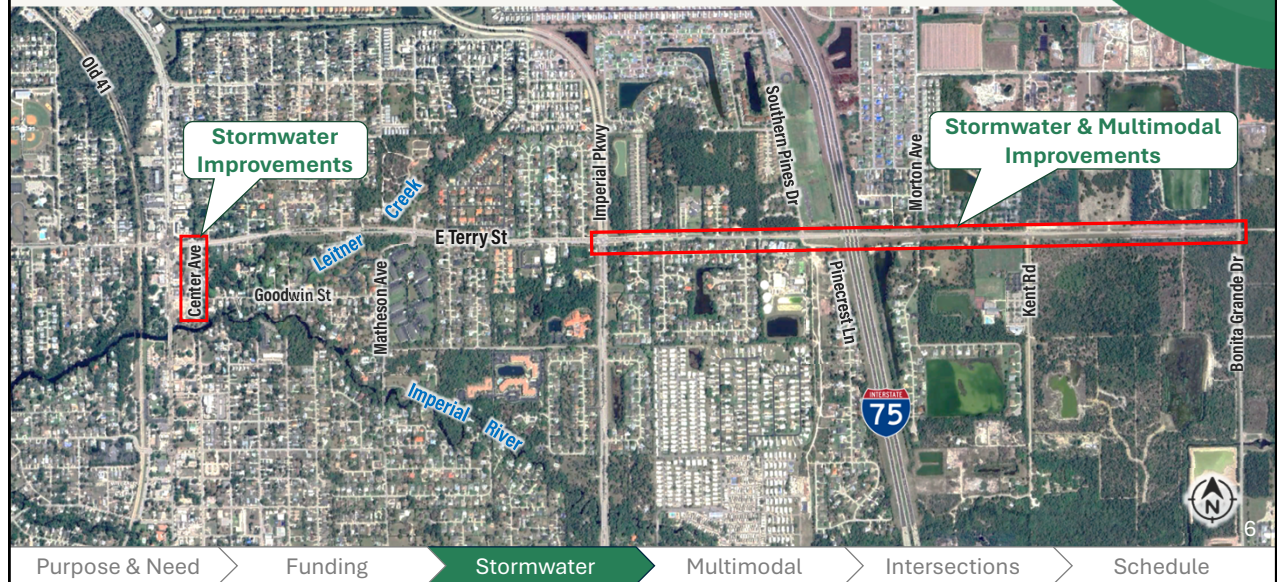 Old 41
Stormwater
Improvements
Center Ave
Goodwin St
Leitner
Creek
Matheson Ave
E Terry St
Imperial River
Imperial Pkwy
Southern Pines Dr
Pinecrest Ln
INTERSTATE
75
Morton Ave
Stormwater & Multimodal
Improvements
Kent Rd
Bonita Grande Dr
N
6
Purpose & Need
Funding
Stormwater
Multimodal
Intersections
Schedule